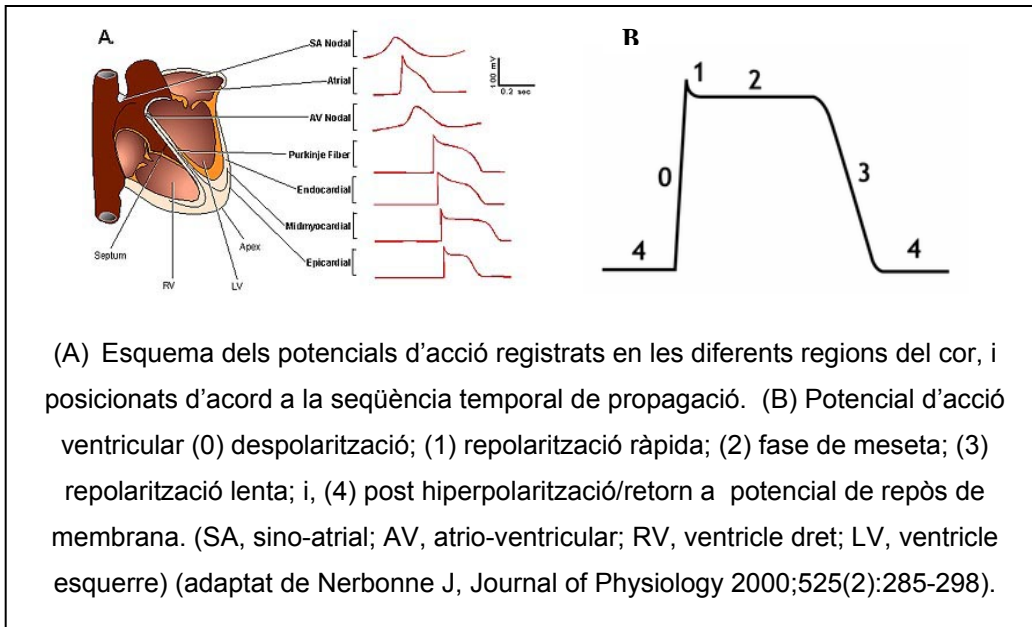 A.
SA Nodal
Atrial
AV Nodal
Purkinje Fiber
Endocardial
Midmyocardial
Epicardial
Septum
RV
LV
Apex
100 mV
0.2 sec
B
1
2
0
3
4
4
(A) Esquema dels potencials d’acció registrats en les diferents regions del cor, i
posicionats d’acord a la seqüència temporal de propagació. (B) Potencial d’acció
ventricular (0) despolarització; (1) repolarització ràpida; (2) fase de meseta; (3)
repolarització lenta; i, (4) post hiperpolarització/retorn a potencial de repòs de
membrana. (SA, sino-atrial; AV, atrio-ventricular; RV, ventricle dret; LV, ventricle
esquerre) (adaptat de Nerbonne J, Journal of Physiology 2000;525(2):285-298).